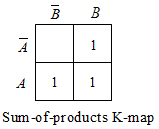 B̅ B
A̅ 1
A 1 1
Sum-of-products K-map